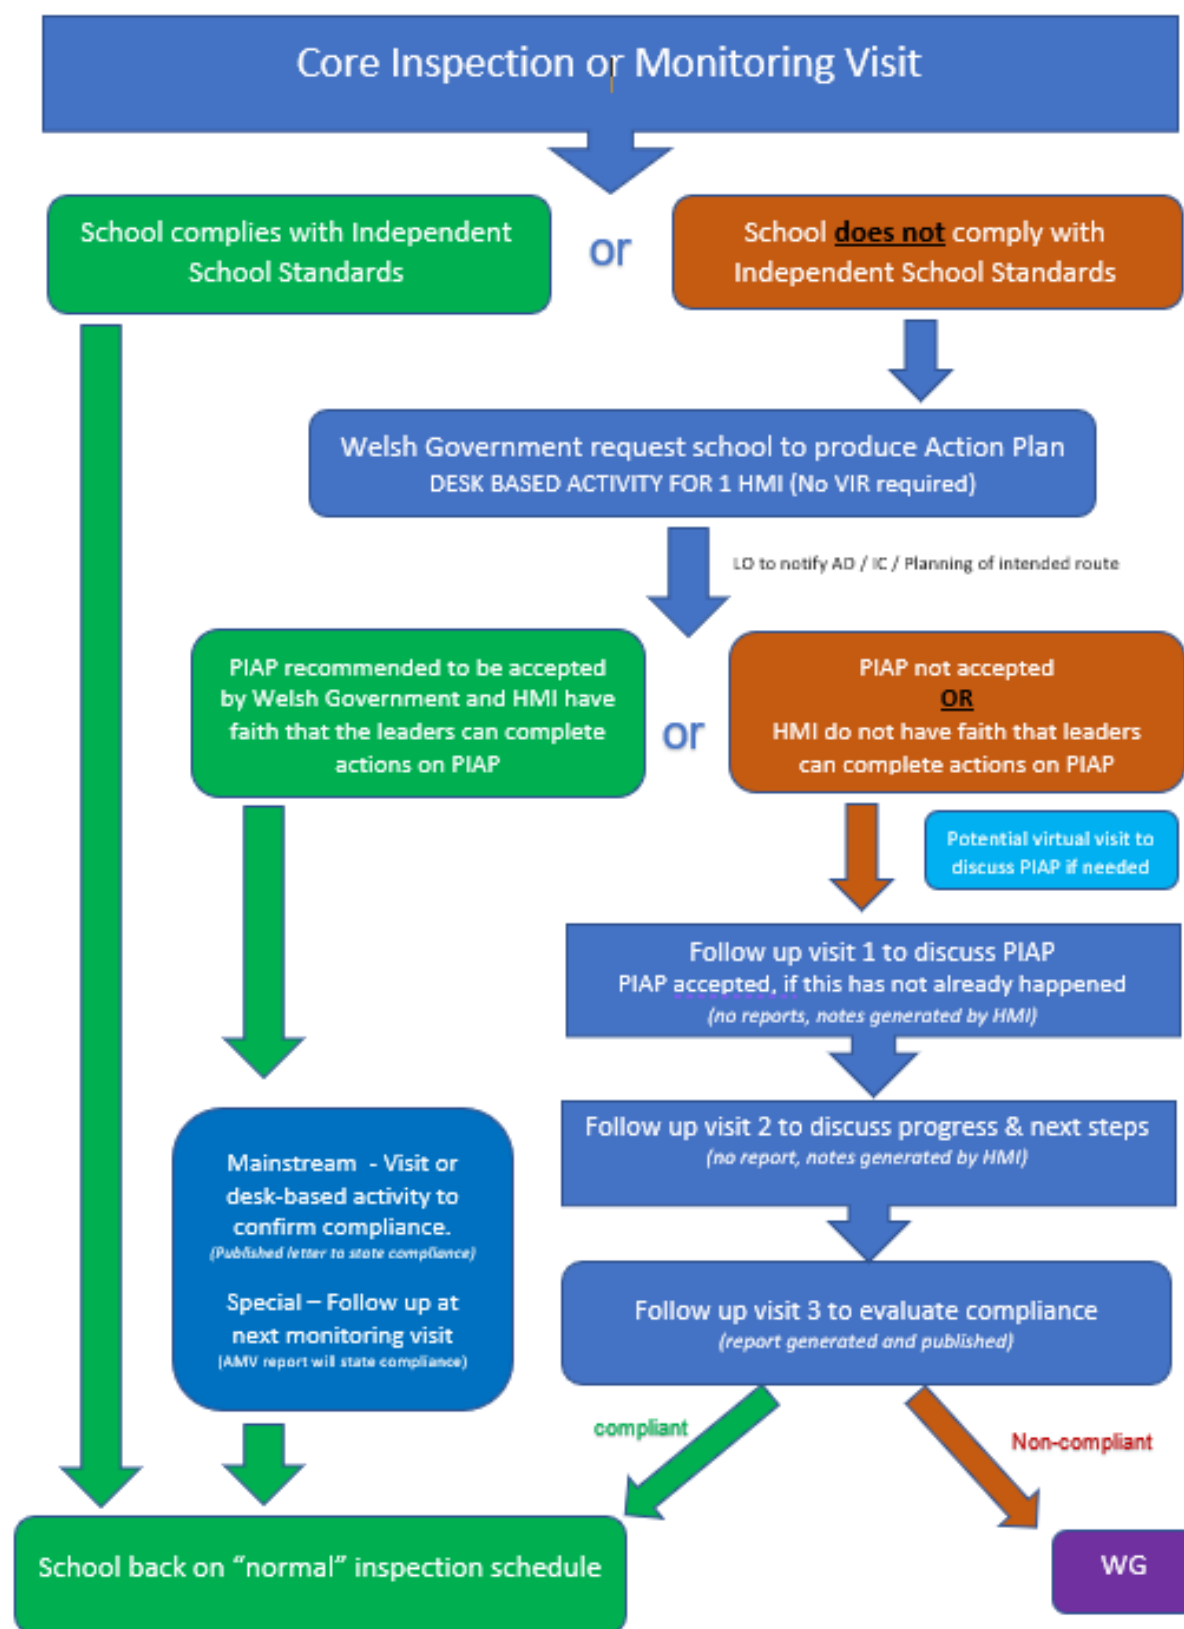 Core Inspection or Monitoring Visit
School complies with Independent
School Standards
or
School does not comply with
Independent School Standards
Welsh Government request school to produce Action Plan
DESK BASED ACTIVITY FOR 1 HMI (No VIR required)
LO to notify AD / IC / Planning of intended route
PIAP recommended to be accepted
by Welsh Government and HMI have
faith that the leaders can complete
actions on PIAP
or
PIAP not accepted
OR
HMI do not have faith that leaders
can complete actions on PIAP
Potential virtual visit to
discuss PIAP if needed
Follow up visit 1 to discuss PIAP
PIAP accepted, if this has not already happened
(no reports, notes generated by HMI)
Follow up visit 2 to discuss progress & next steps
(no report, notes generated by HMI)
Mainstream - Visit or
desk-based activity to
confirm compliance.
(Published letter to state compliance)
Special – Follow up at
next monitoring visit
(AMV report will state compliance)
Follow up visit 3 to evaluate compliance
(report generated and published)
compliant
Non-compliant
School back on “normal” inspection schedule
WG